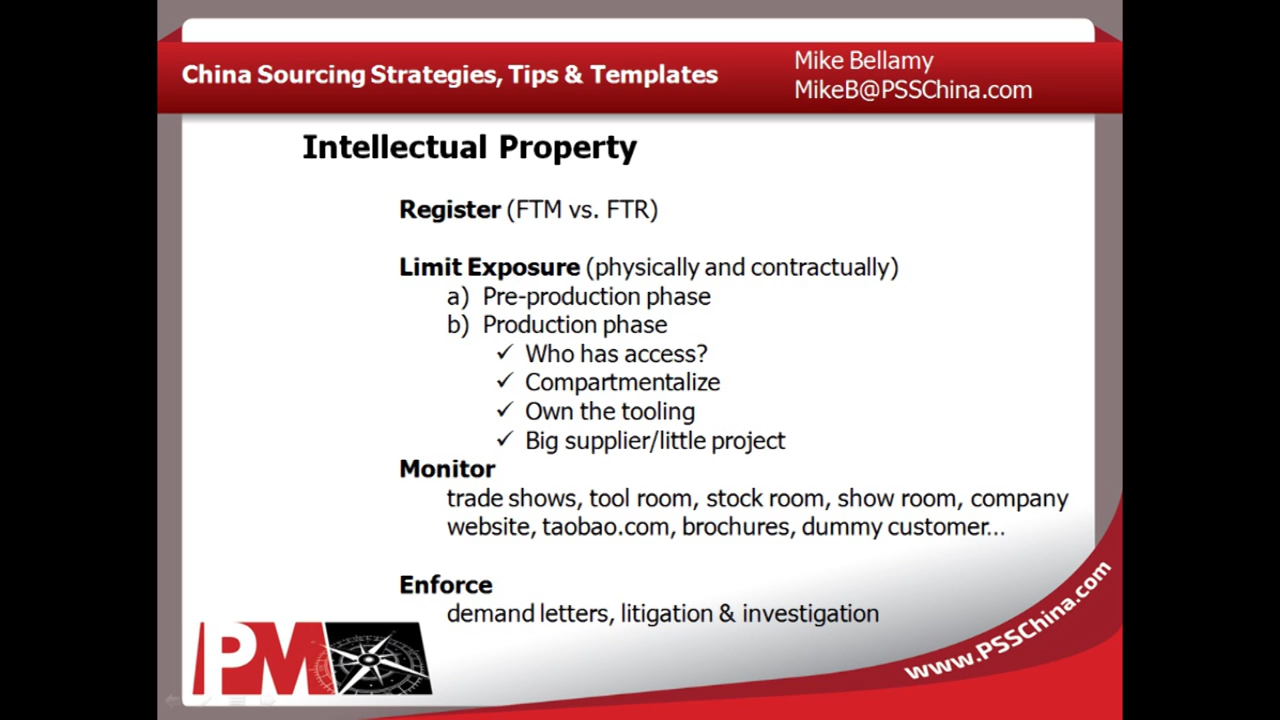 China Sourcing Strategies, Tips & Templates
Mike Bellamy
MikeB@PSSChina.com
Intellectual Property
Register (FTM vs. FTR)
Limit Exposure (physically and contractually)
a) Pre-production phase
b) Production phase
✓ Who has access?
✓ Compartmentalize
✓ Own the tooling
✓ Big supplier/little project
Monitor
trade shows, tool room, stock room, show room, company
website, taobao.com, brochures, dummy customer...
Enforce
demand letters, litigation & investigation
PM
www.PSSChina.com